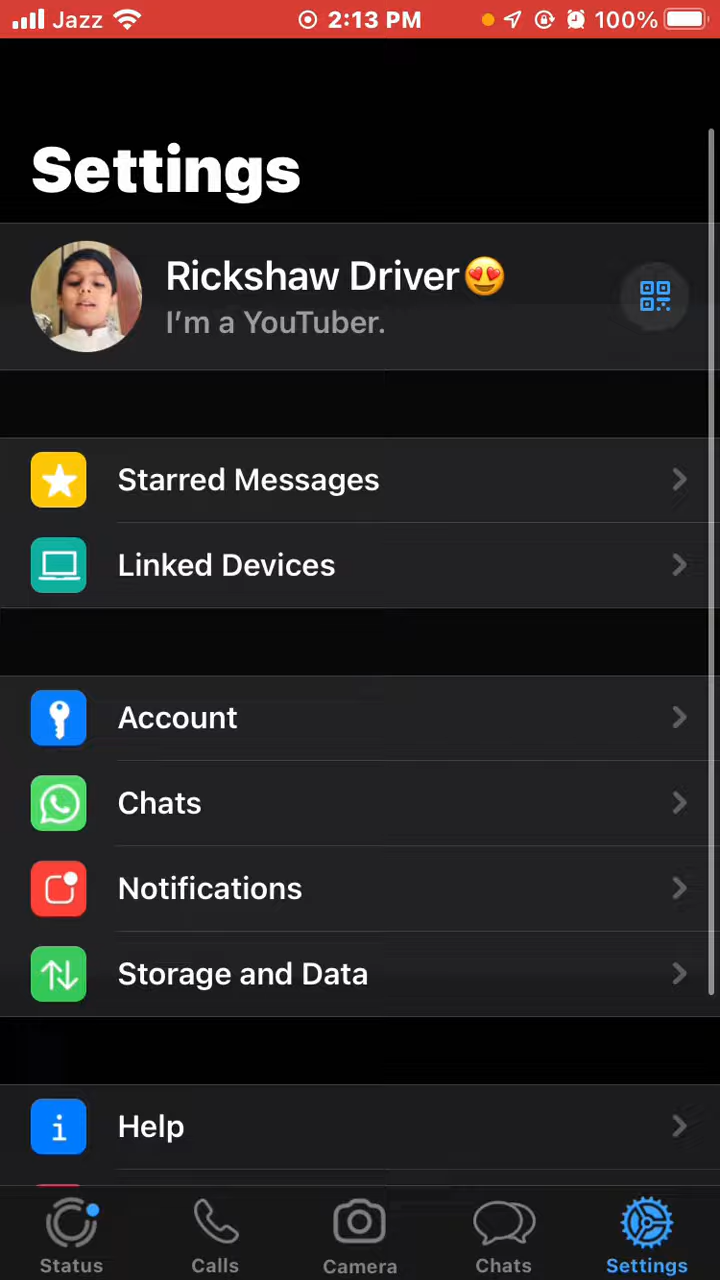 Jazz 2:13 PM 100%
Settings
Rickshaw Driver😍
I'm a YouTuber.
Starred Messages
Linked Devices
Account
Chats
Notifications
Storage and Data
Help
Status Calls Camera Chats Settings